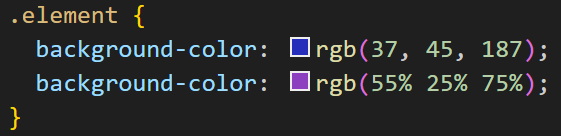 .element {
background-color: rgb(37, 45, 187);
background-color: rgb(55% 25% 75%);
}